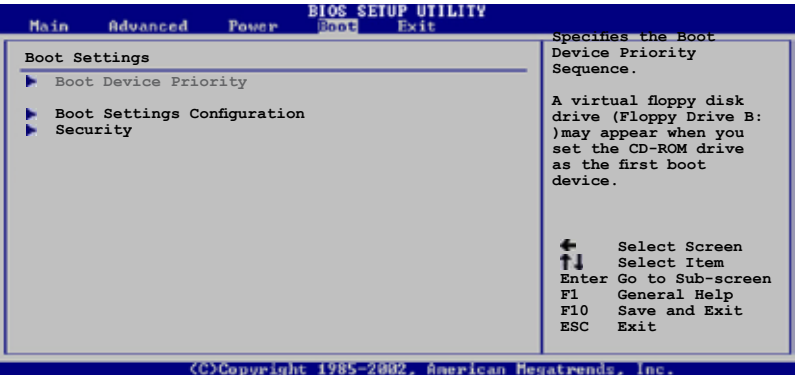 BIOS SETUP UTILITY
Main Advanced Power Boot Exit
Boot Settings
Boot Device Priority
Boot Settings Configuration
Security
Specifies the Boot
Device Priority
Sequence.
A virtual floppy disk
drive (Floppy Drive B:
)may appear when you
set the CD-ROM drive
as the first boot
device.
← Select Screen
↑↓ Select Item
Enter Go to Sub-screen
F1 General Help
F10 Save and Exit
ESC Exit
(C)Copyright 1985-2002, American Megatrends, Inc.